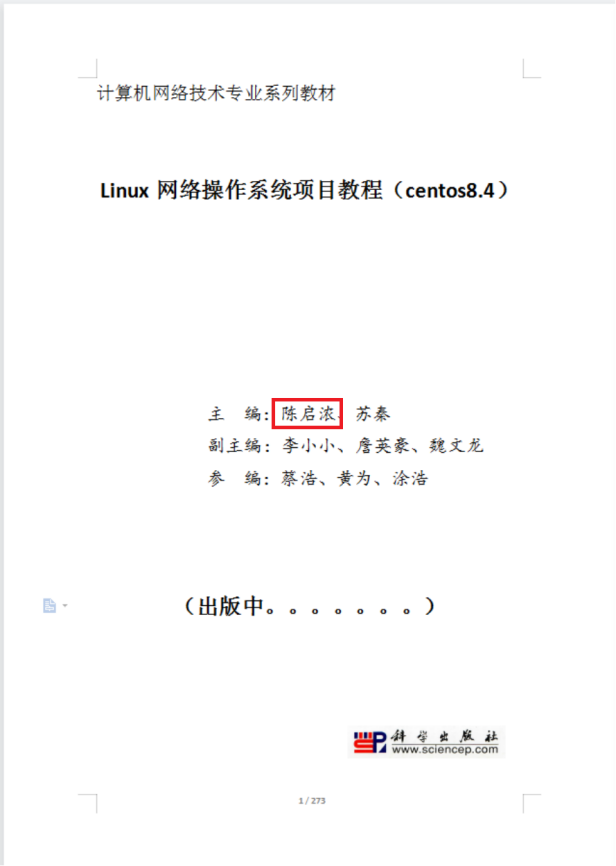 计算机网络技术专业系列教材
Linux 网络操作系统项目教程（centos8.4）
主　编：陈启浓、苏秦
副主编：李小小、詹英豪、魏文龙
参　编：蔡浩、黄为、涂浩
（出版中。。。。。。。）
科学出版社
www.sciencep.com
1 / 273